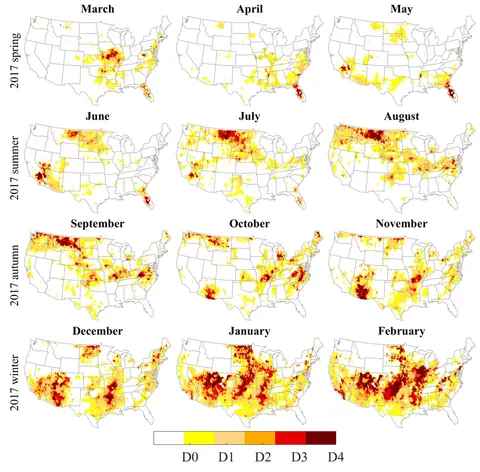 March April May
2017 spring
June July August
2017 summer
September October November
2017 autumn
December January February
2017 winter
D0 D1 D2 D3 D4